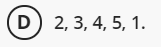 D 2, 3, 4, 5, 1.